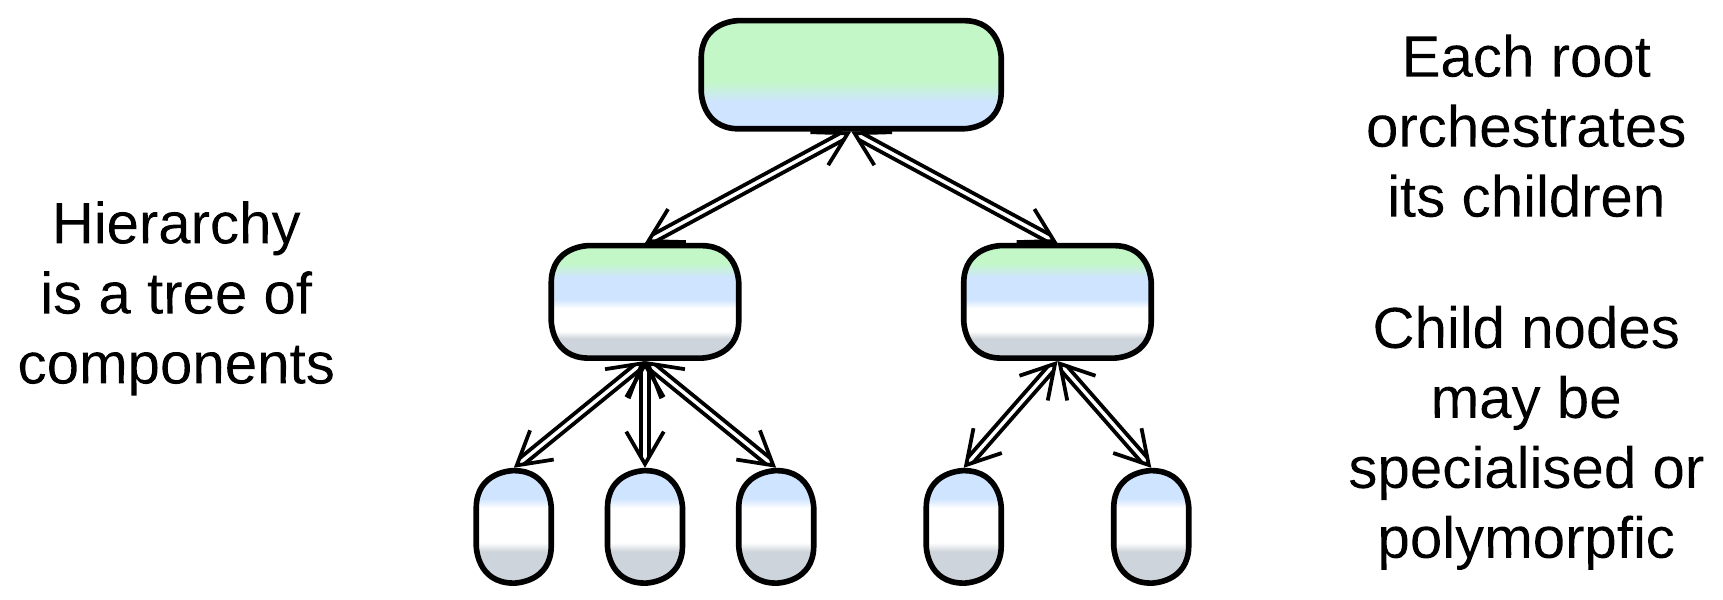 Hierarchy
is a tree of
components
Each root
orchestrates
its children
Child nodes
may be
specialised or
polymorpfic